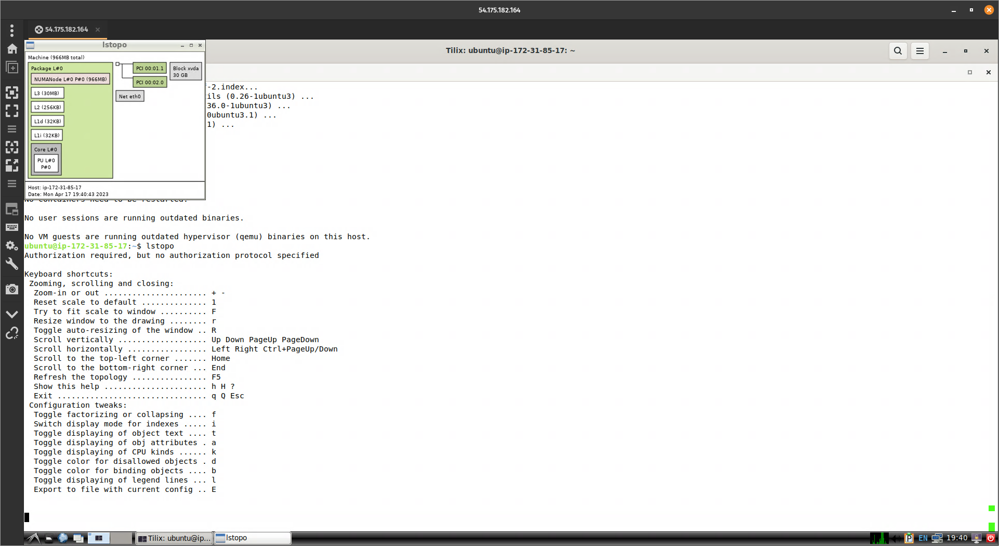 54.175.182.164
54.175.182.164
lstopo
Tilix: ubuntu@ip-172-31-85-17: ~
Machine (966MB total)
Package L#0
NUMANode L#0 P#0 (966MB)
L3 (30MB)
L2 (256KB)
L1d (32KB)
L1i (32KB)
Core L#0
PU L#0
P#0
PCI 00:01.1
Block xvda
30 GB
PCI 00:02.0
Net eth0
Host: ip-172-31-85-17
Date: Mon Apr 17 19:40:43 2023
-2.index...
ils (0.26-1ubuntu3) ...
36.0-1ubuntu3) ...
0ubuntu3.1) ...
1) ...
No containers need to be restarted.
No user sessions are running outdated binaries.
No VM guests are running outdated hypervisor (qemu) binaries on this host.
ubuntu@ip-172-31-85-17:~$ lstopo
Authorization required, but no authorization protocol specified
Keyboard shortcuts:
Zooming, scrolling and closing:
Zoom-in or out ...................... + -
Reset scale to default .............. 1
Try to fit scale to window .......... F
Resize window to the drawing ........ r
Toggle auto-resizing of the window .. R
Scroll vertically ................... Up Down PageUp PageDown
Scroll horizontally ................. Left Right Ctrl+PageUp/Down
Scroll to the top-left corner ....... Home
Scroll to the bottom-right corner ... End
Refresh the topology ................ F5
Show this help ...................... h H ?
Exit ................................ q Q Esc
Configuration tweaks:
Toggle factorizing or collapsing .... f
Switch display mode for indexes ..... i
Toggle displaying of object text .... t
Toggle displaying of obj attributes . a
Toggle displaying of CPU kinds ...... k
Toggle color for disallowed objects . d
Toggle color for binding objects .... b
Toggle displaying of legend lines ... l
Export to file with current config .. E
Tilix: ubuntu@ip...
lstopo
P
EN
19:40